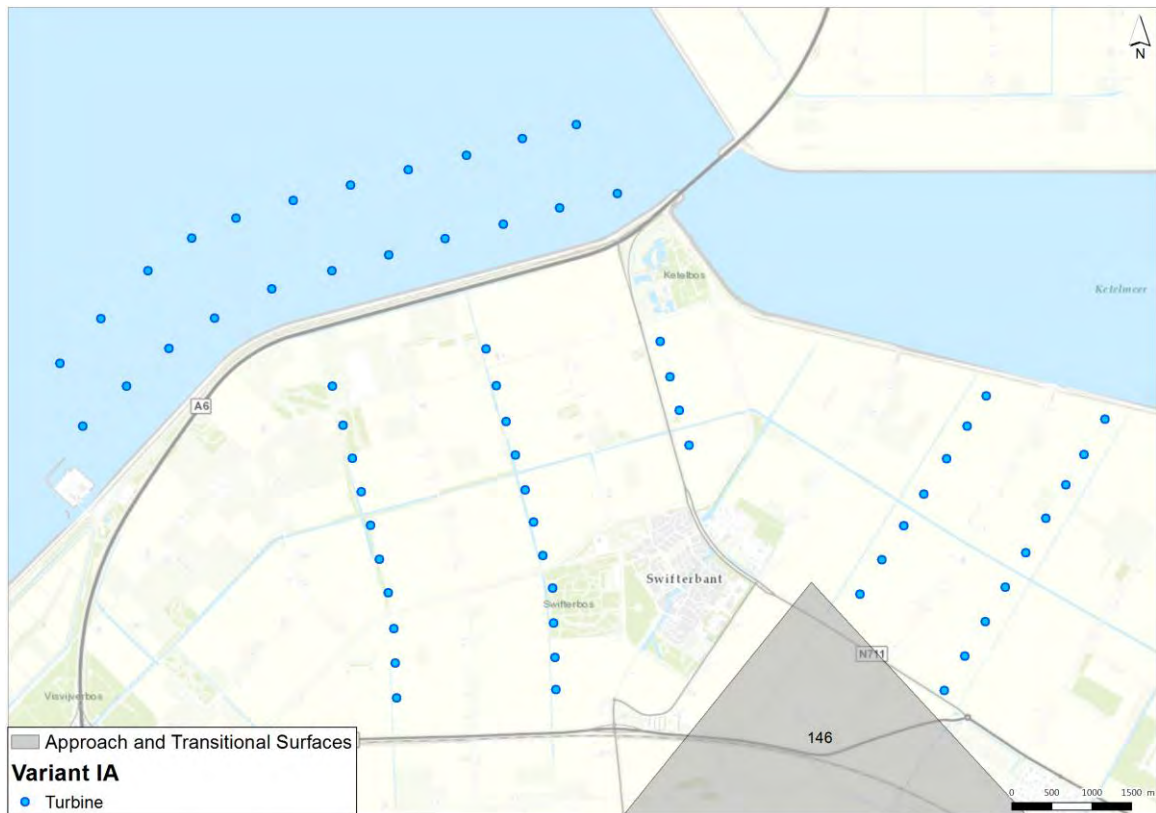 N
Ketelbos
Ketelmeer
A6
Swifterbant
Swifterbos
N711
Visvijverbos
146
Approach and Transitional Surfaces
Variant IA
Turbine
0 500 1000 1500 m